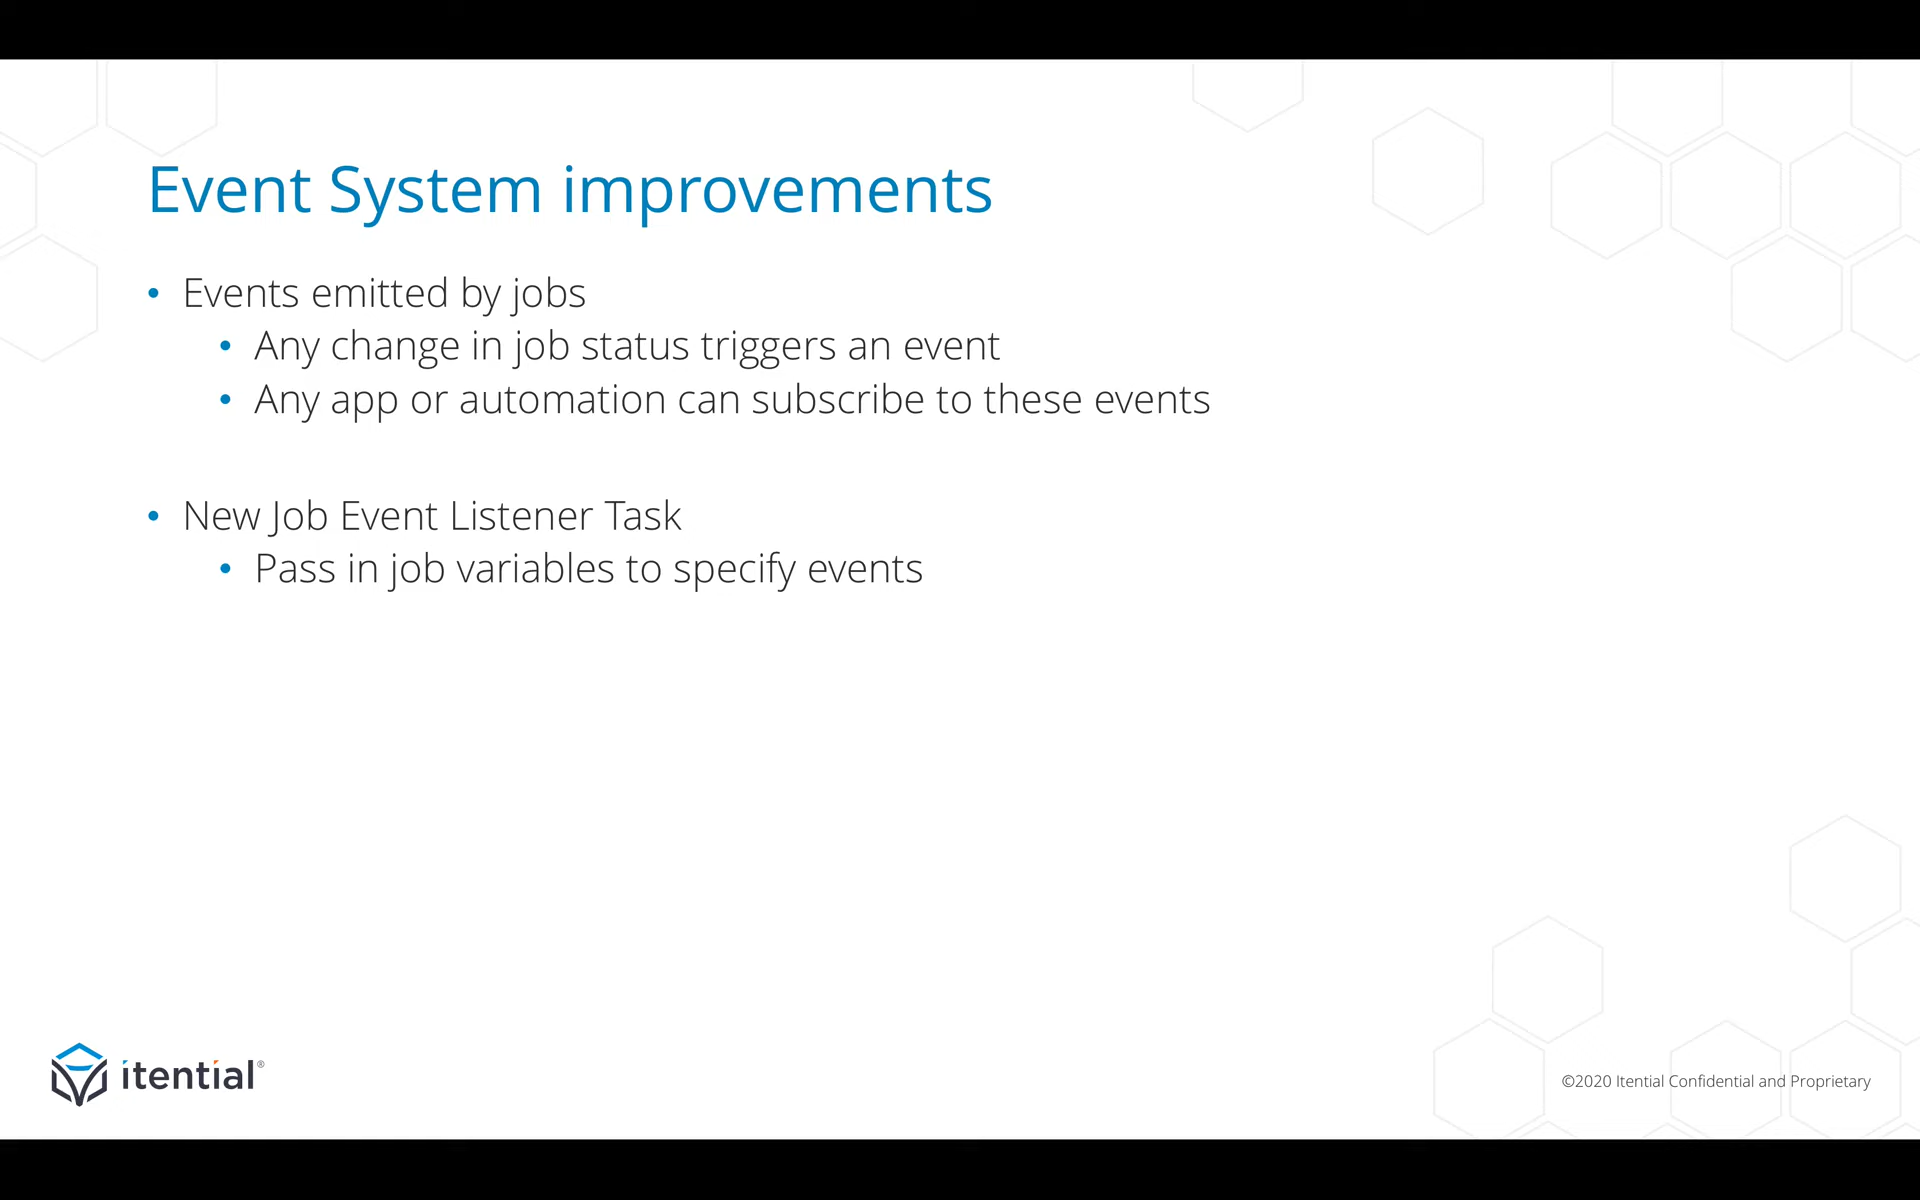 Event System improvements
• Events emitted by jobs
• Any change in job status triggers an event
• Any app or automation can subscribe to these events
• New Job Event Listener Task
• Pass in job variables to specify events
itential®
©2020 Itential Confidential and Proprietary